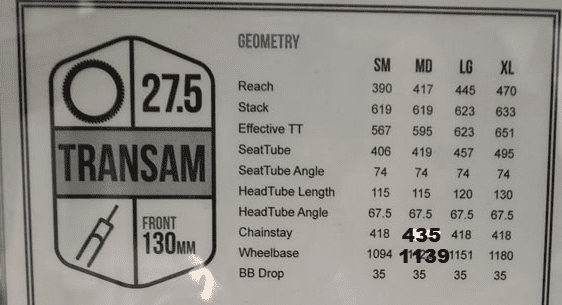 GEOMETRY
27.5
TRANSAM
FRONT
130MM
SM MD LG XL
Reach 390 417 445 470
Stack 619 619 623 633
Effective TT 567 595 623 651
SeatTube 406 419 457 495
SeatTube Angle 74 74 74 74
HeadTube Length 115 115 120 130
HeadTube Angle 67.5 67.5 67.5 67.5
Chainstay 418 435 418 418
Wheelbase 1094 1139 1151 1180
BB Drop 35 35 35 35